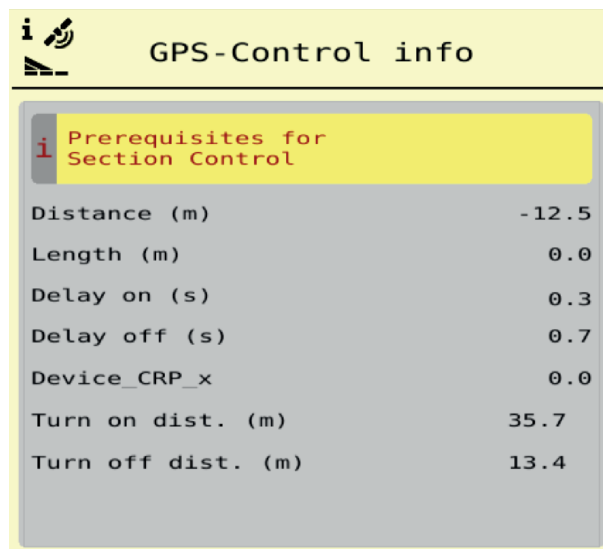 i
GPS-Control info
i
Prerequisites for
Section Control
Distance (m) -12.5
Length (m) 0.0
Delay on (s) 0.3
Delay off (s) 0.7
Device_CRP_x 0.0
Turn on dist. (m) 35.7
Turn off dist. (m) 13.4